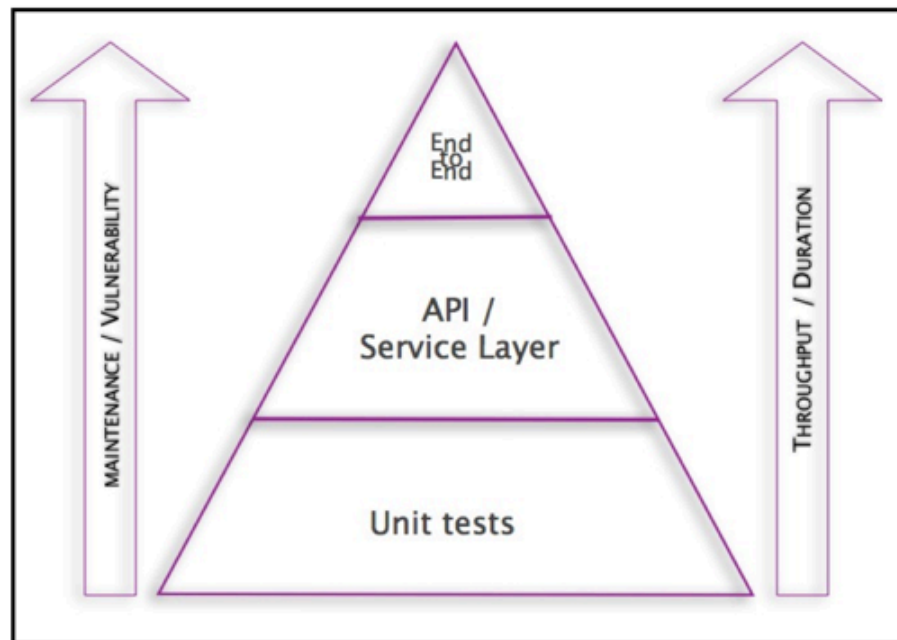 MAINTENANCE / VULNERABILITY
End
to
End
API /
Service Layer
Unit tests
THROUGHPUT / DURATION